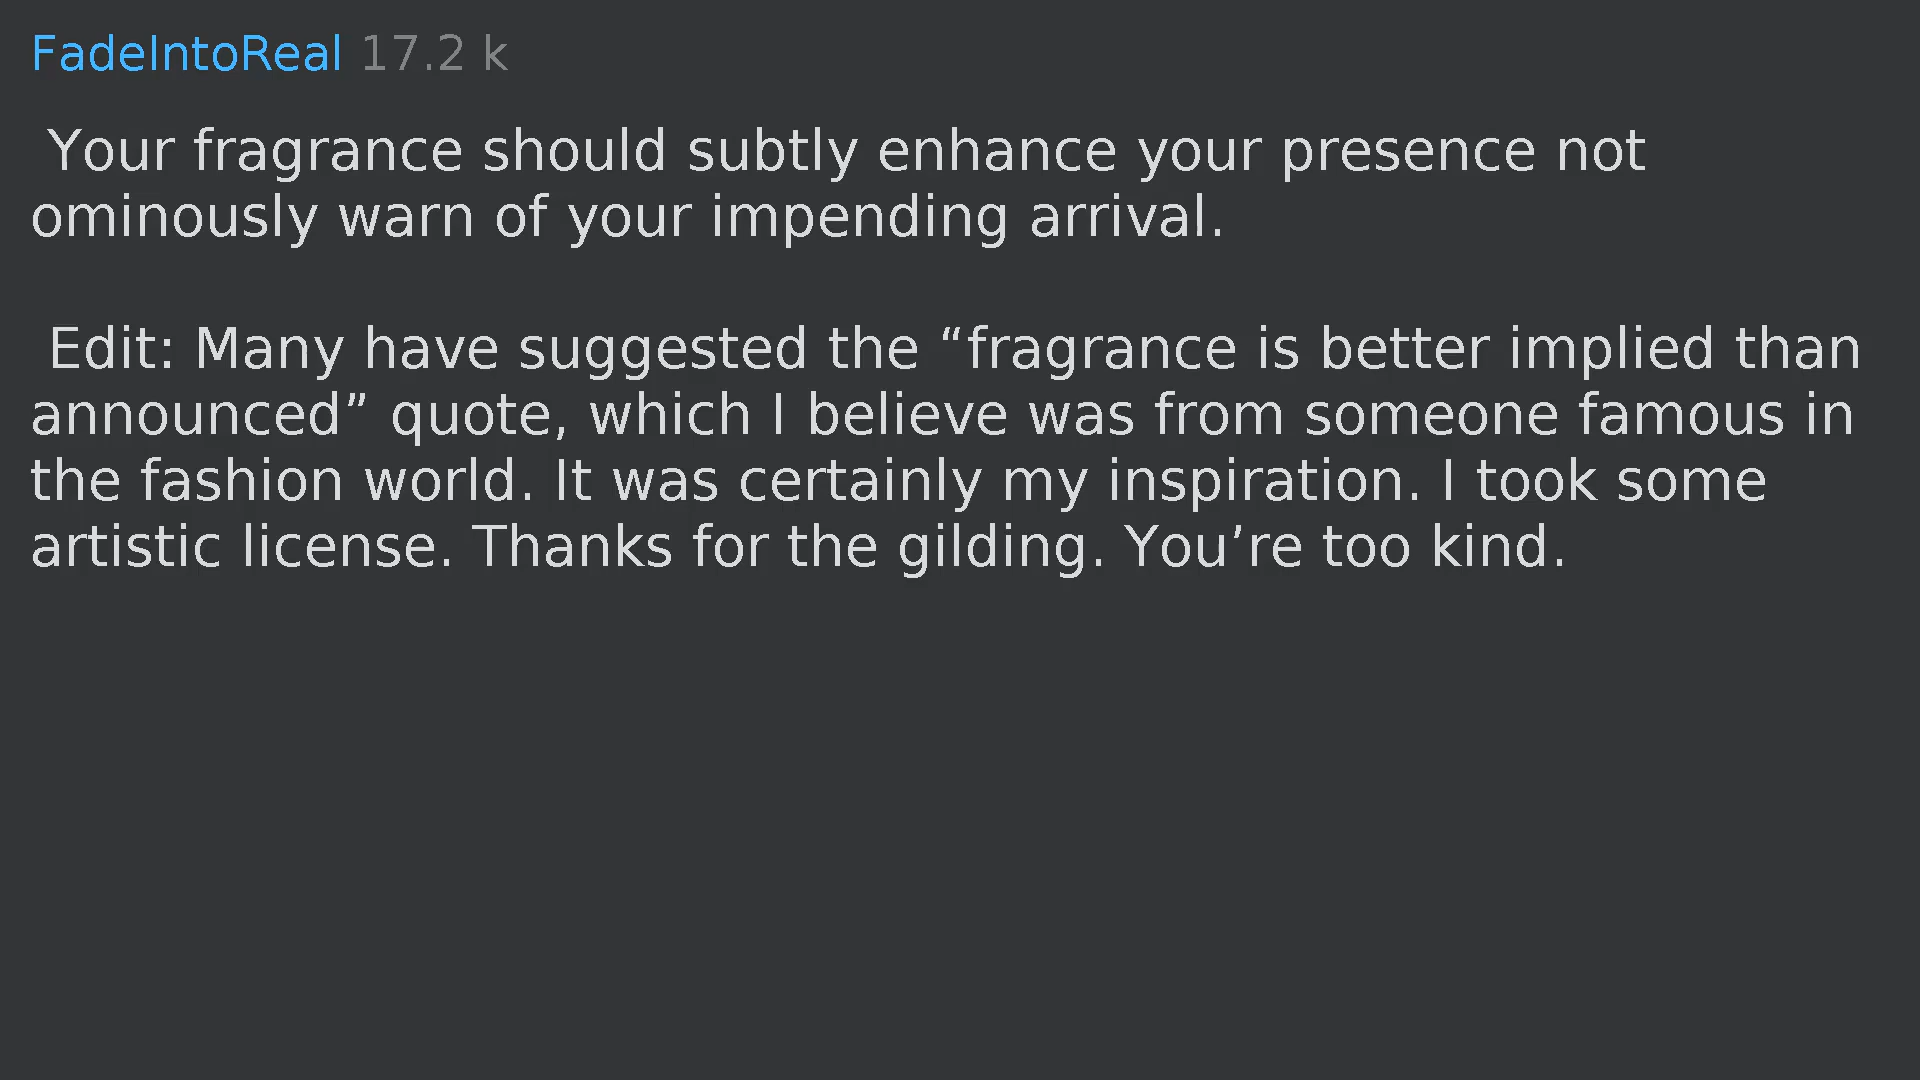 FadeIntoReal 17.2 k
Your fragrance should subtly enhance your presence not
ominously warn of your impending arrival.
Edit: Many have suggested the “fragrance is better implied than
announced” quote, which I believe was from someone famous in
the fashion world. It was certainly my inspiration. I took some
artistic license. Thanks for the gilding. You’re too kind.